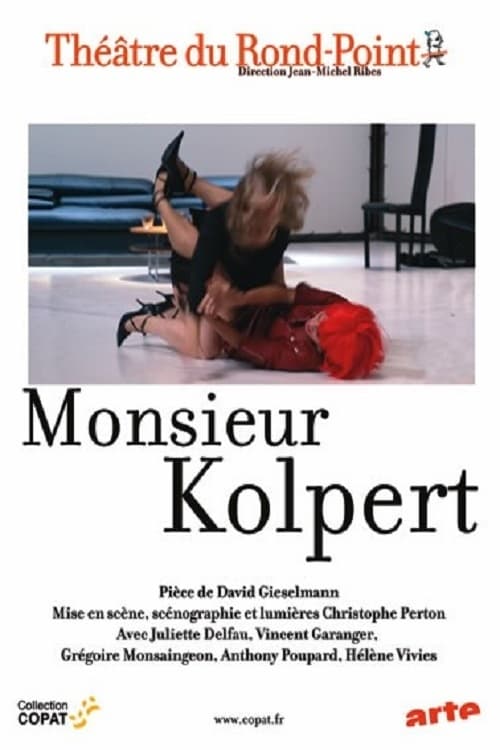 Théâtre du Rond-Point
Direction Jean-Michel Ribes
Monsieur
Kolpert
Pièce de David Gieselmann
Mise en scène, scénographie et lumières Christophe Perton
Avec Juliette Delfau, Vincent Garanger,
Grégoire Monsaingeon, Anthony Poupard, Hélène Vivies
Collection
COPAT
www.copat.fr
arte